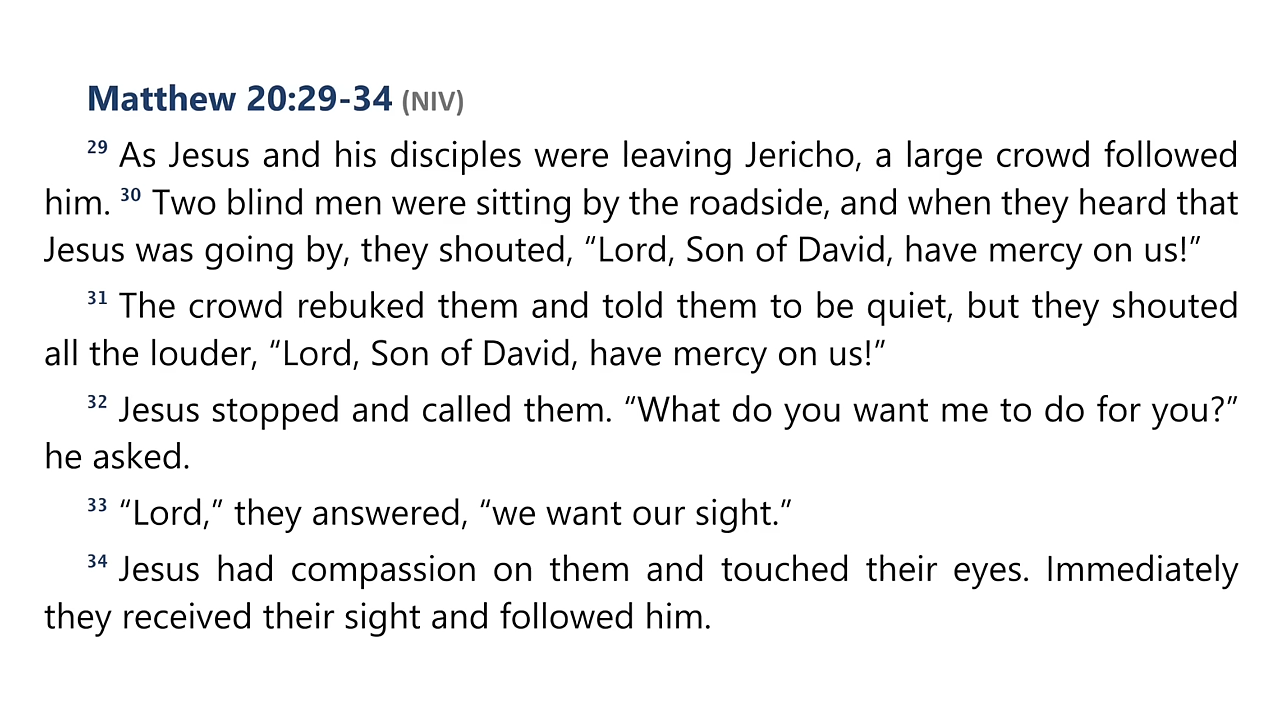 Matthew 20:29-34 (NIV)
29 As Jesus and his disciples were leaving Jericho, a large crowd followed
him. 30 Two blind men were sitting by the roadside, and when they heard that
Jesus was going by, they shouted, “Lord, Son of David, have mercy on us!”
31 The crowd rebuked them and told them to be quiet, but they shouted
all the louder, “Lord, Son of David, have mercy on us!”
32 Jesus stopped and called them. “What do you want me to do for you?”
he asked.
33 “Lord,” they answered, “we want our sight.”
34 Jesus had compassion on them and touched their eyes. Immediately
they received their sight and followed him.